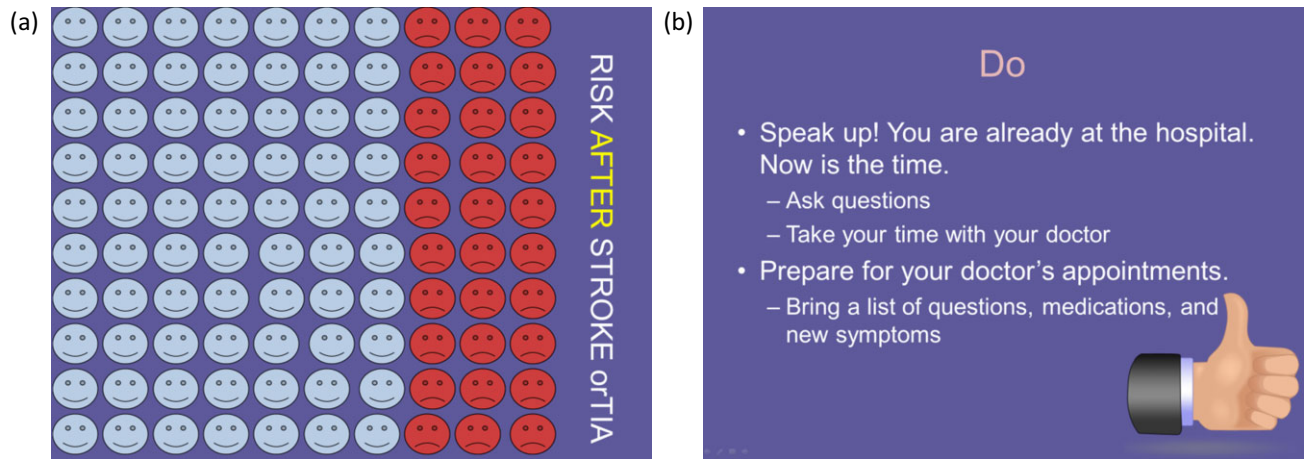 (a)
RISK AFTER STROKE orTIA
(b)
Do
• Speak up! You are already at the hospital.
Now is the time.
– Ask questions
– Take your time with your doctor
• Prepare for your doctor's appointments.
– Bring a list of questions, medications, and
new symptoms